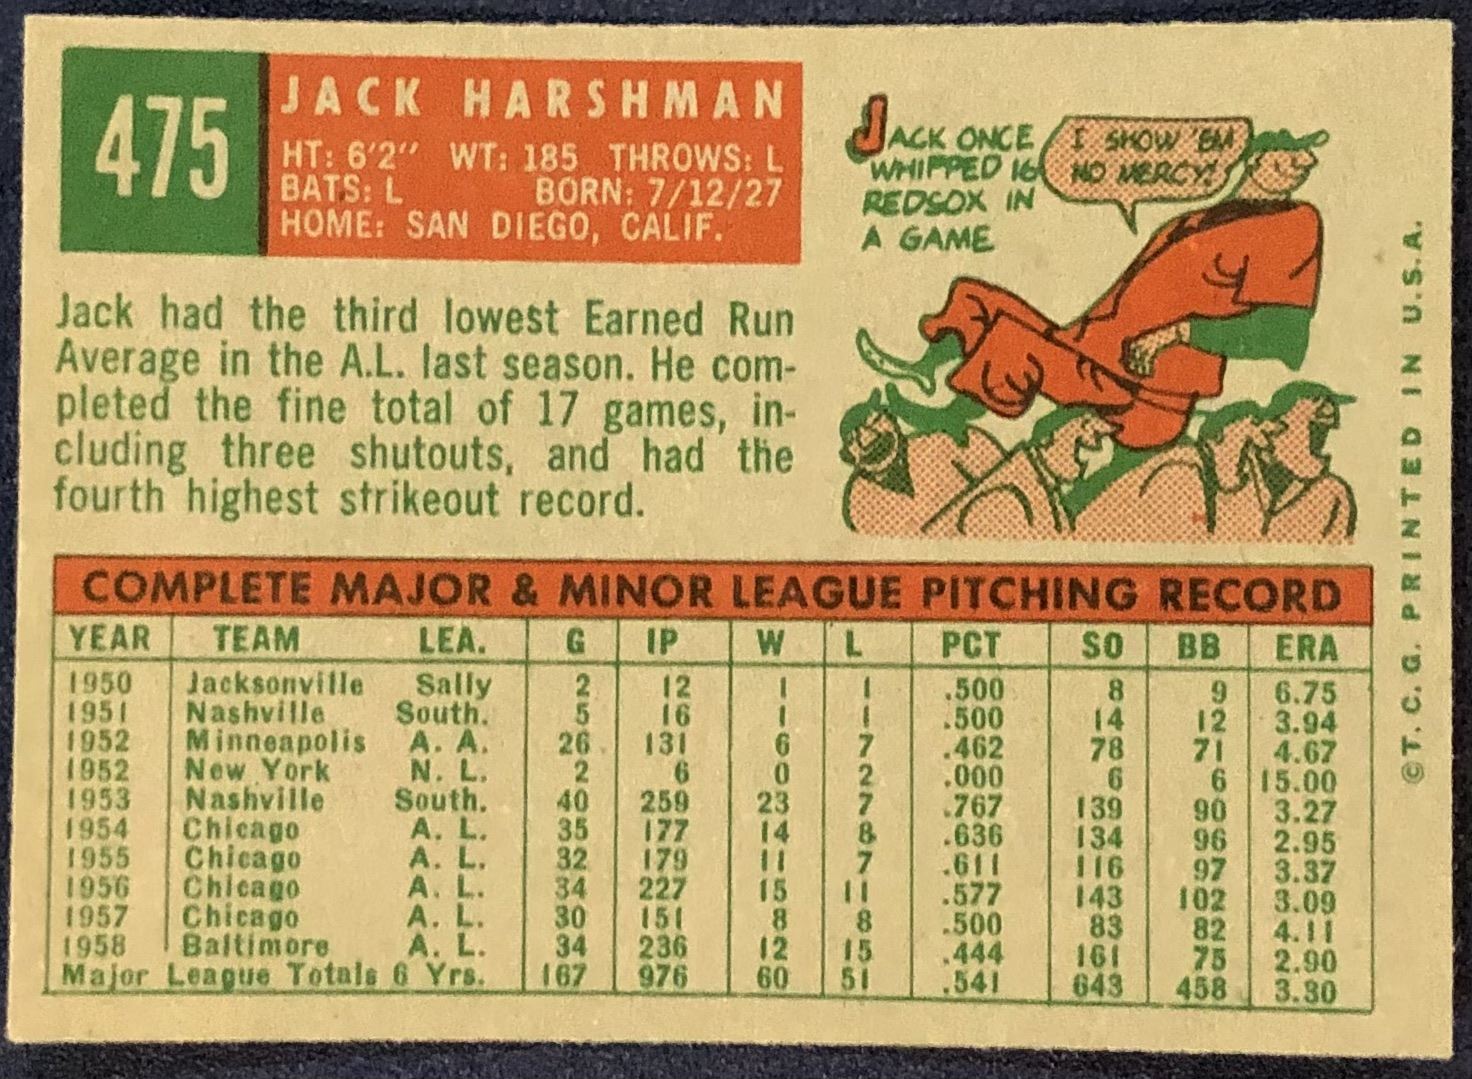 475
JACK HARSHMAN
HT: 6'2" WT: 185 THROWS: L
BATS: L BORN: 7/12/27
HOME: SAN DIEGO, CALIF.
JACK ONCE
WHIPPED 16
REDSOX IN
A GAME
I SHOW 'EM
NO MERCY!
Jack had the third lowest Earned Run
Average in the A.L. last season. He com-
pleted the fine total of 17 games, in-
cluding three shutouts, and had the
fourth highest strikeout record.
COMPLETE MAJOR & MINOR LEAGUE PITCHING RECORD
YEAR TEAM LEA. G IP W L PCT SO BB ERA
1950 Jacksonville Sally 2 12 1 1 .500 8 9 6.75
1951 Nashville South. 5 16 1 1 .500 14 12 3.94
1952 Minneapolis A. A. 26 131 6 7 .462 78 71 4.67
1952 New York N. L. 2 6 0 2 .000 6 6 15.00
1953 Nashville South. 40 259 23 7 .767 139 90 3.27
1954 Chicago A. L. 35 177 14 8 .636 134 96 2.95
1955 Chicago A. L. 32 179 11 7 .611 116 97 3.37
1956 Chicago A. L. 34 227 15 11 .577 143 102 3.09
1957 Chicago A. L. 30 151 8 8 .500 83 82 4.11
1958 Baltimore A. L. 34 236 12 15 .444 161 75 2.90
Major League Totals 6 Yrs. 167 976 60 51 .541 643 458 3.30
©T. C. G. PRINTED IN U.S.A.